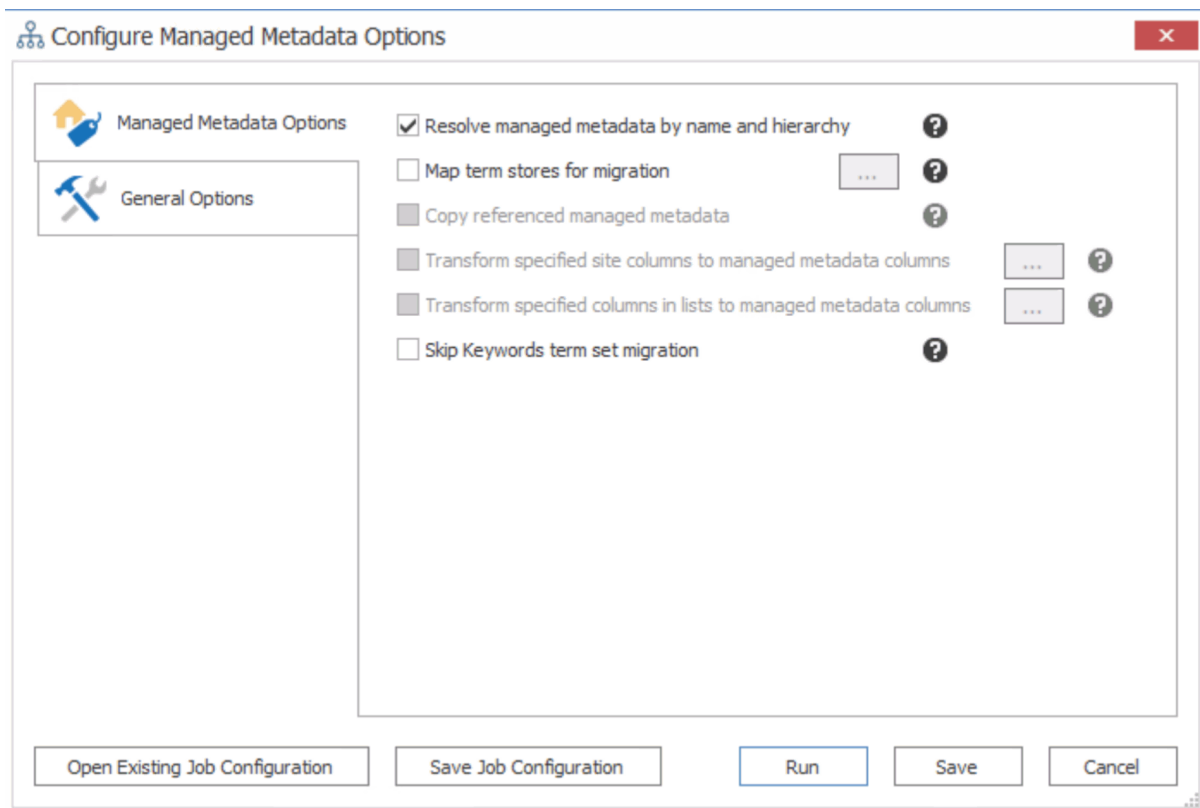 Configure Managed Metadata Options
Managed Metadata Options
General Options
Resolve managed metadata by name and hierarchy ?
Map term stores for migration ... ?
Copy referenced managed metadata ?
Transform specified site columns to managed metadata columns ... ?
Transform specified columns in lists to managed metadata columns ... ?
Skip Keywords term set migration ?
Open Existing Job Configuration Save Job Configuration Run Save Cancel